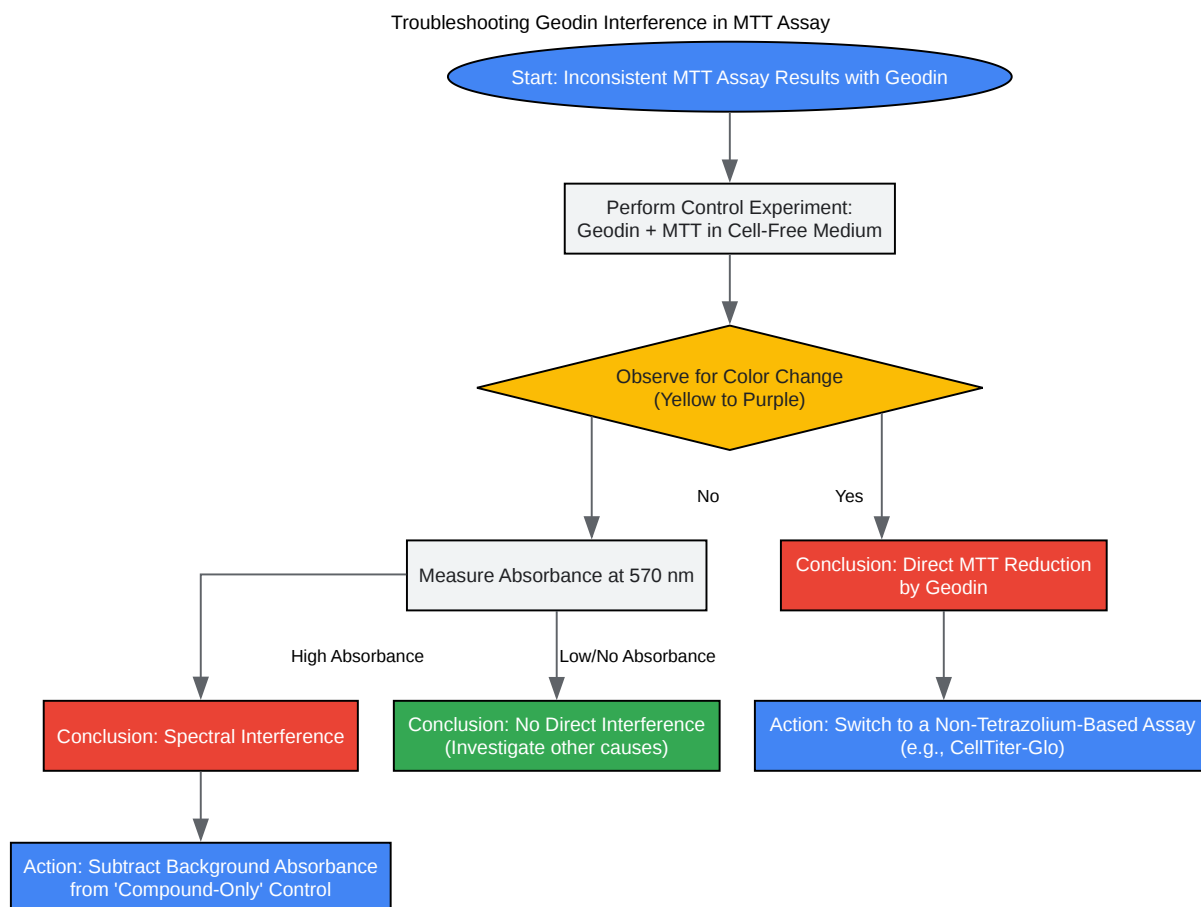 Troubleshooting Geodin Interference in MTT Assay
Start: Inconsistent MTT Assay Results with Geodin
Perform Control Experiment:
Geodin + MTT in Cell-Free Medium
Observe for Color Change
(Yellow to Purple)
No
Yes
Measure Absorbance at 570 nm
Conclusion: Direct MTT Reduction
by Geodin
High Absorbance
Low/No Absorbance
Conclusion: Spectral Interference
Conclusion: No Direct Interference
(Investigate other causes)
Action: Switch to a Non-Tetrazolium-Based Assay
(e.g., CellTiter-Glo)
Action: Subtract Background Absorbance
from 'Compound-Only' Control